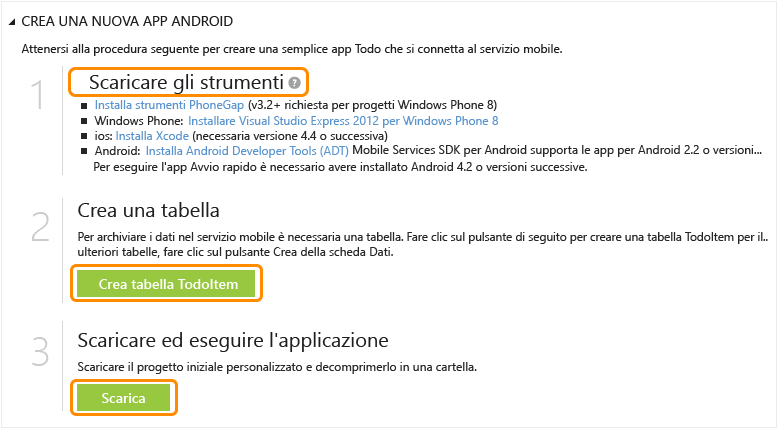 CREA UNA NUOVA APP ANDROID
Attenersi alla procedura seguente per creare una semplice app Todo che si connetta al servizio mobile.
1
Scaricare gli strumenti ?
Installa strumenti PhoneGap (v3.2+ richiesta per progetti Windows Phone 8)
Windows Phone: Installare Visual Studio Express 2012 per Windows Phone 8
ios: Installa Xcode (necessaria versione 4.4 o successiva)
Android: Installa Android Developer Tools (ADT) Mobile Services SDK per Android supporta le app per Android 2.2 o versioni...
Per eseguire l'app Avvio rapido è necessario avere installato Android 4.2 o versioni successive.
2
Crea una tabella
Per archiviare i dati nel servizio mobile è necessaria una tabella. Fare clic sul pulsante di seguito per creare una tabella TodoItem per il..
ulteriori tabelle, fare clic sul pulsante Crea della scheda Dati.
Crea tabella TodoItem
3
Scaricare ed eseguire l'applicazione
Scaricare il progetto iniziale personalizzato e decomprimerlo in una cartella.
Scarica